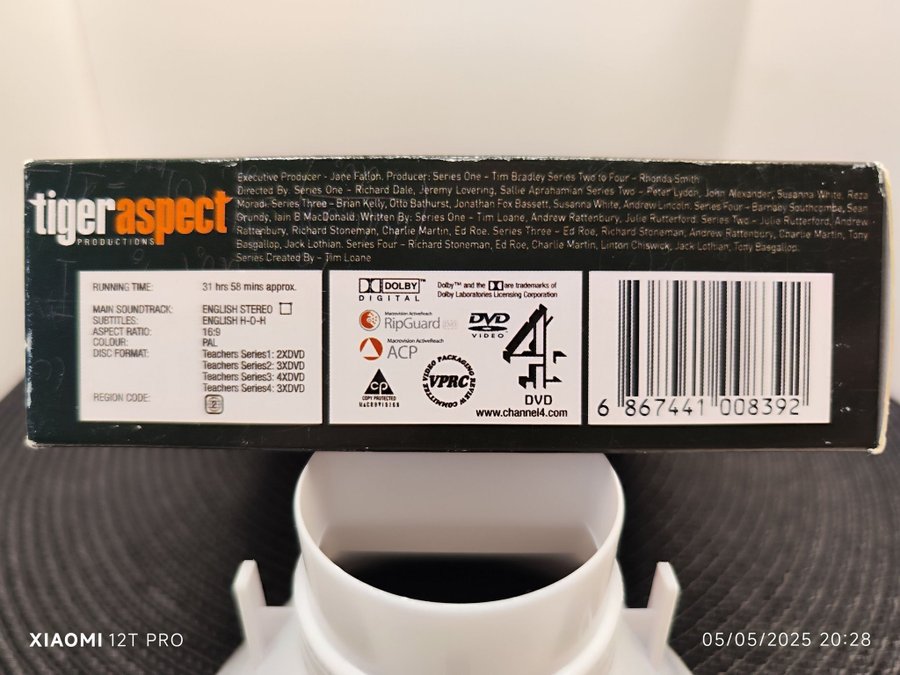 Executive Producer - Jane Fallon, Producer: Series One - Tim Bradley Series Two to Four - Rhonda Smith
Directed By: Series One - Richard Dale, Jeremy Lovering, Sallie Aprahamian Series Two - Peter Lydon, John Alexander, Susanna White, Reza
Moradi Series Three - Brian Kelly, Otto Bathurst, Jonathan Fox Bassett, Susanna White, Andrew Lincoln, Series Four - Barnaby Southcombe, Sean
Grundy, Iain B MacDonald. Written By: Series One - Tim Loane, Andrew Rattenbury, Julie Rutterford. Series Two - Julie Rutterford, Andrew
Rattenbury, Richard Stoneman, Charlie Martin, Ed Roe. Series Three - Ed Roe, Richard Stoneman, Andrew Rattenbury, Charlie Martin, Tony
Basgallop, Jack Lothian. Series Four - Richard Stoneman, Ed Roe, Charlie Martin, Linton Chiswick, Jack Lothian, Tony Basgallop.
Series Created By - Tim Loane
tiger aspect
PRODUCTIONS
RUNNING TIME: 31 hrs 58 mins approx.
MAIN SOUNDTRACK: ENGLISH STEREO
SUBTITLES: ENGLISH H-O-H
ASPECT RATIO: 16:9
COLOUR: PAL
DISC FORMAT: Teachers Series1: 2XDVD
Teachers Series2: 3XDVD
Teachers Series3: 4XDVD
Teachers Series4: 3XDVD
REGION CODE: 2
DOLBY™
DIGITAL
Dolby™ and the are trademarks of
Dolby Laboratories Licensing Corporation
Macrovision ActiveReach
RipGuard
DVD
VIDEO
Macrovision ActiveReach
ACP
CP
COPY PROTECTED
MACROVISION
VIDEO PACKAGING REVIEW COMMITTEE
VPRC
4
DVD
www.channel4.com
6 867441 008392
XIAOMI 12T PRO
05/05/2025 20:28